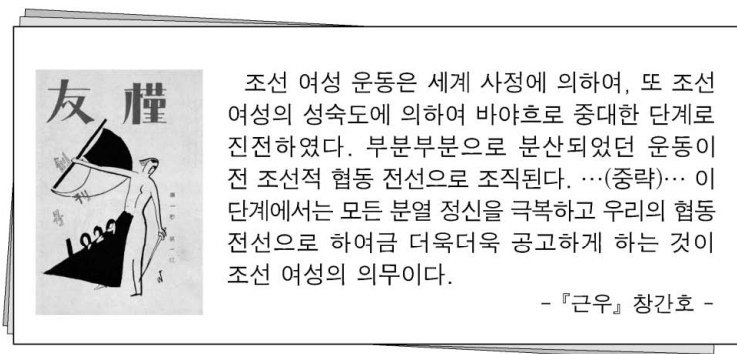 友 槿
創刊号
1929
조선 여성 운동은 세계 사정에 의하여, 또 조선
여성의 성숙도에 의하여 바야흐로 중대한 단계로
진전하였다. 부분부분으로 분산되었던 운동이
전 조선적 협동 전선으로 조직된다. …(중략)… 이
단계에서는 모든 분열 정신을 극복하고 우리의 협동
전선으로 하여금 더욱더욱 공고하게 하는 것이
조선 여성의 의무이다.
-『근우』 창간호 -